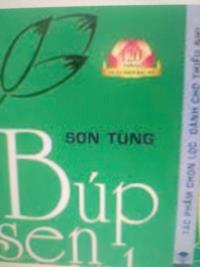 SƠN TÙNG
Búp
sen
TÁC PHẨM CHỌN LỌC DÀNH CHO THIẾU NHI